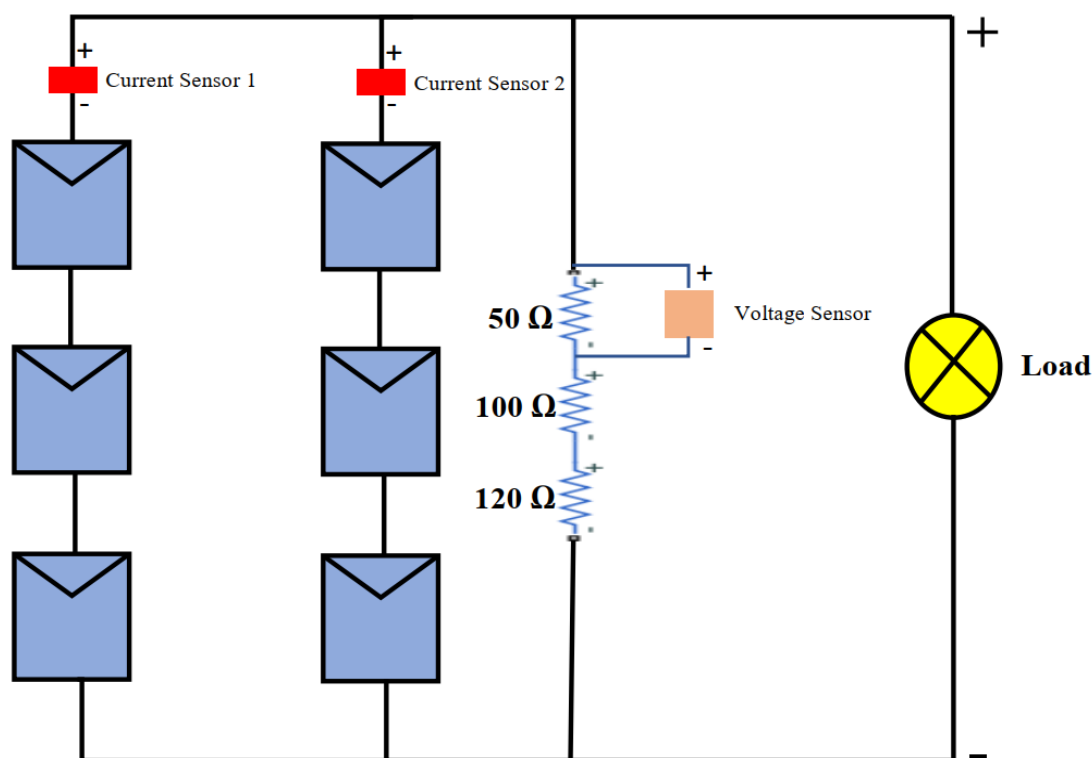 +
+
+
Current Sensor 1
Current Sensor 2
-
-
+
+
50 Ω
Voltage Sensor
-
+
100 Ω
Load
+
120 Ω
-